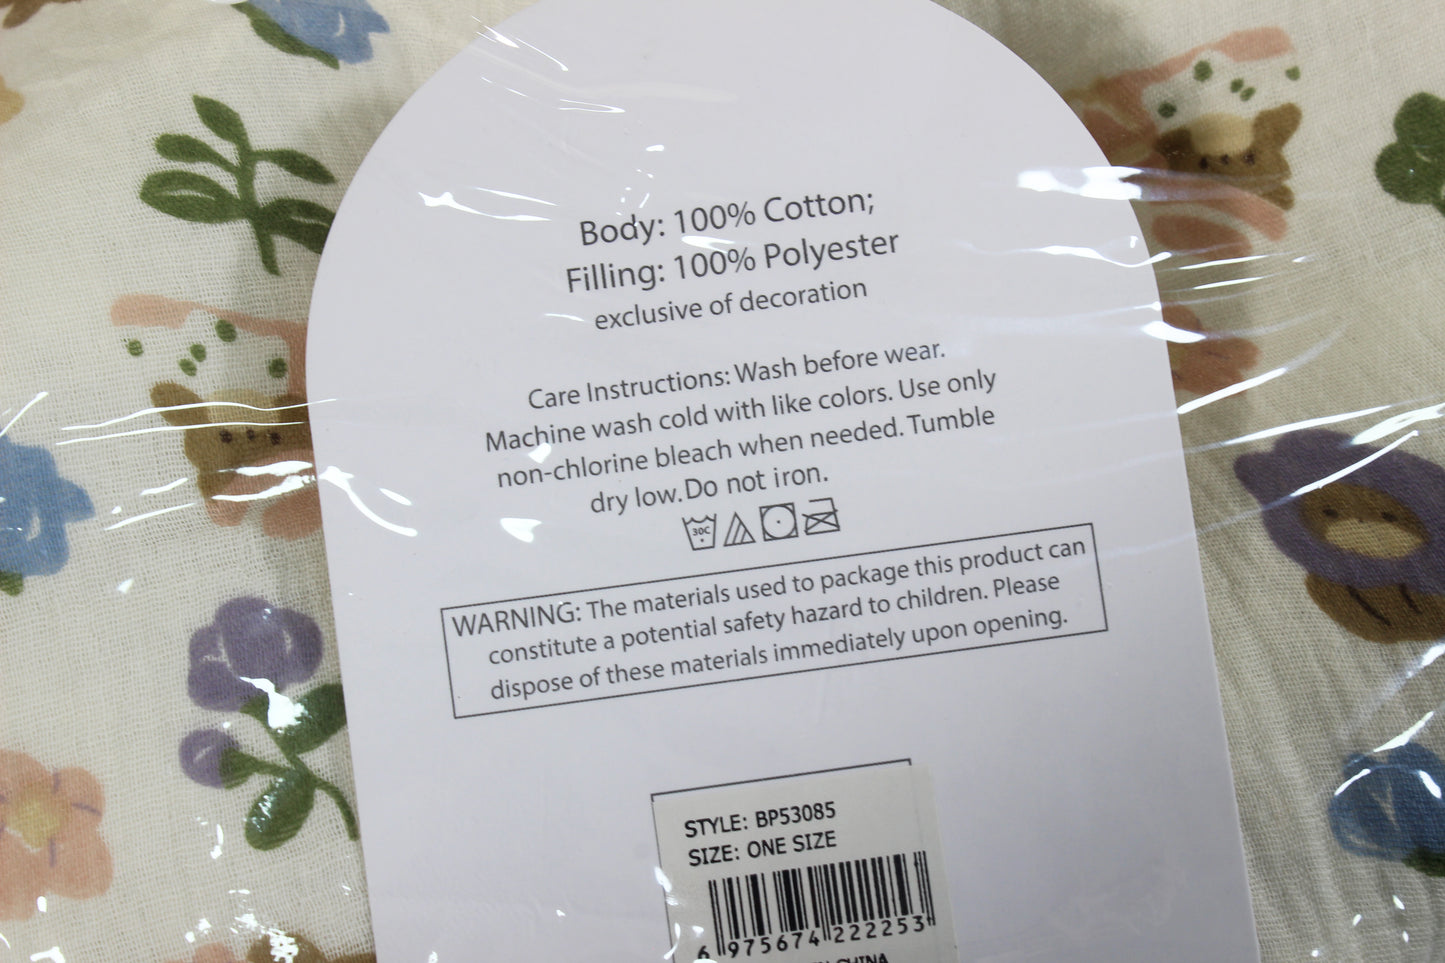 Body: 100% Cotton;
Filling: 100% Polyester
exclusive of decoration
Care Instructions: Wash before wear.
Machine wash cold with like colors. Use only
non-chlorine bleach when needed. Tumble
dry low.Do not iron.
30C
WARNING: The materials used to package this product can
constitute a potential safety hazard to children. Please
dispose of these materials immediately upon opening.
STYLE: BP53085
SIZE: ONE SIZE
6 975674 222253
CHINA